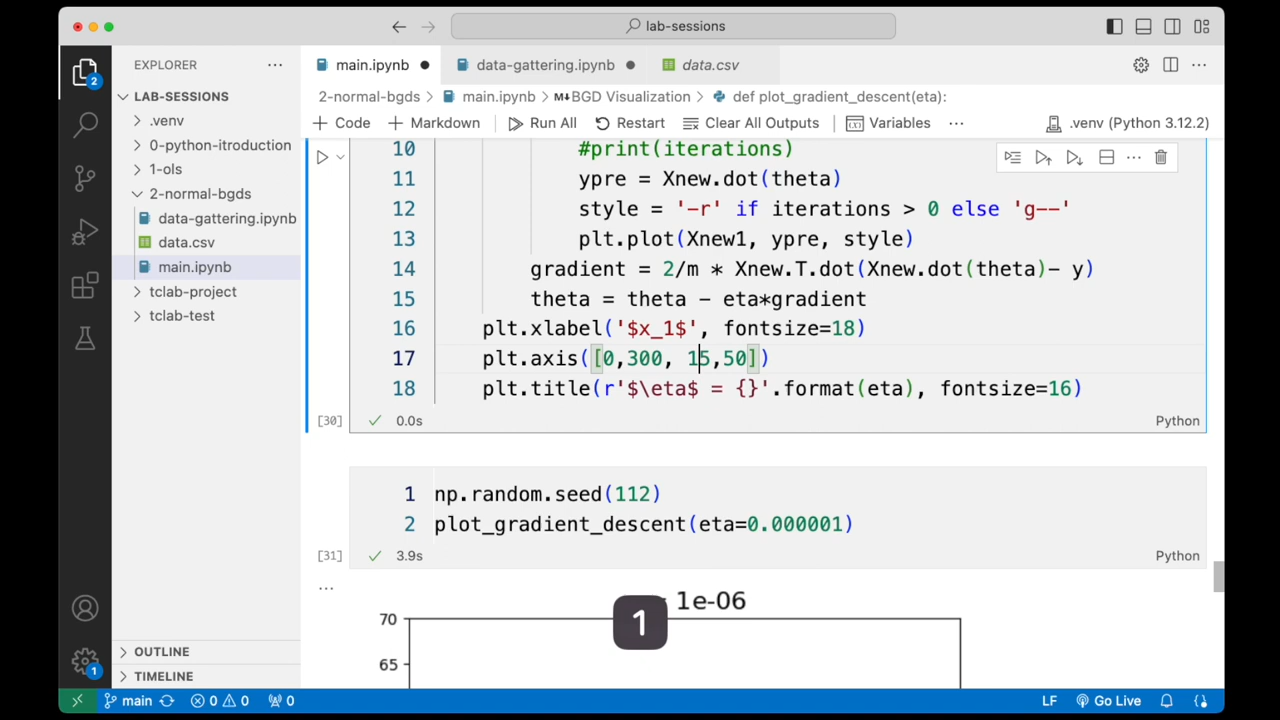 lab-sessions
2
EXPLORER
LAB-SESSIONS
.venv
0-python-itroduction
1-ols
2-normal-bgds
data-gattering.ipynb
data.csv
main.ipynb
tclab-project
tclab-test
OUTLINE
TIMELINE
1
main.ipynb
data-gattering.ipynb
data.csv
2-normal-bgds > main.ipynb > M↓BGD Visualization > def plot_gradient_descent(eta):
+ Code + Markdown Run All Restart Clear All Outputs Variables ... .venv (Python 3.12.2)
10 #print(iterations)
11 ypre = Xnew.dot(theta)
12 style = '-r' if iterations > 0 else 'g--'
13 plt.plot(Xnew1, ypre, style)
14 gradient = 2/m * Xnew.T.dot(Xnew.dot(theta)- y)
15 theta = theta - eta*gradient
16 plt.xlabel('$x_1$', fontsize=18)
17 plt.axis([0,300, 15,50])
18 plt.title(r'$\eta$ = {}'.format(eta), fontsize=16)
[30] 0.0s Python
1 np.random.seed(112)
2 plot_gradient_descent(eta=0.000001)
[31] 3.9s Python
1e-06
70
1
65
main 0 0 0 LF Go Live